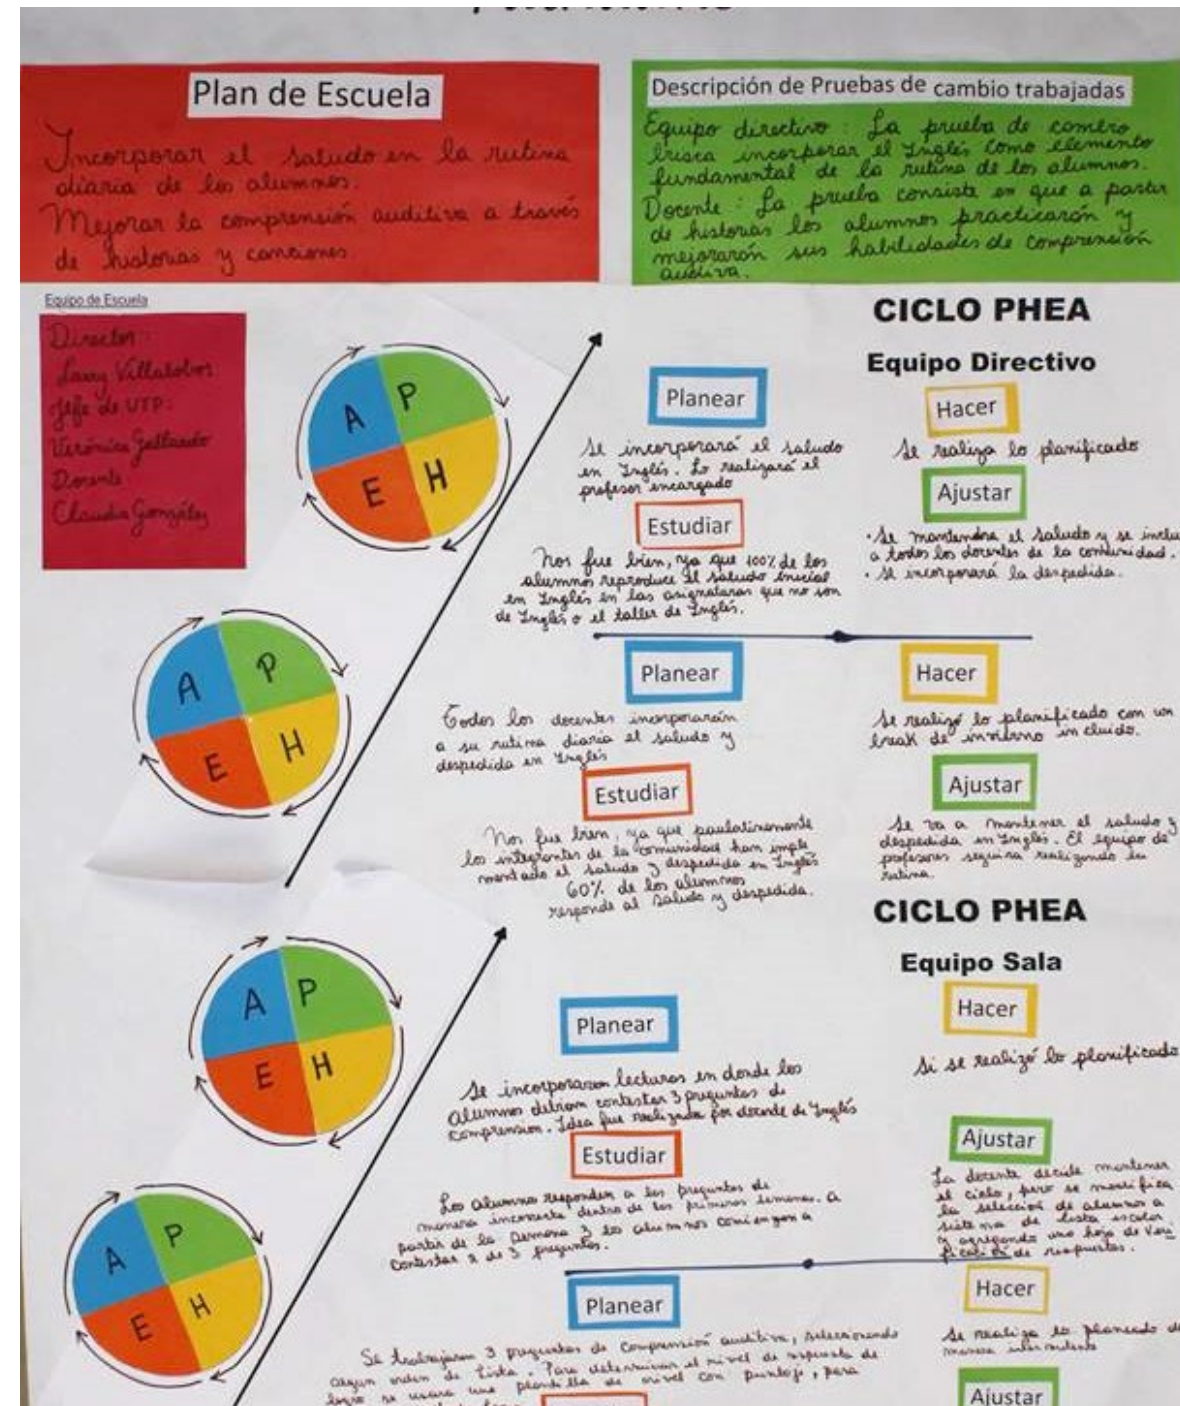 Plan de Escuela
Incorporar el saludo en la rutina
diaria de los alumnos.
Mejorar la comprensión auditiva a través
de historias y canciones.
Descripción de Pruebas de cambio trabajadas
Equipo directivo: La prueba de cambio
busca incorporar el Inglés como elemento
fundamental de la rutina de los alumnos.
Docente: La prueba consiste en que a partir
de historias los alumnos practicarán y
mejorarán sus habilidades de comprensión
auditiva.
Equipo de Escuela
Director:
Larry Villalobos
Jefe de UTP:
Verónica Gallardo
Docente
Claudia González
A P
E H
A P
E H
CICLO PHEA
Equipo Directivo
Planear
Se incorporará el saludo
en Inglés. Lo realizará el
profesor encargado
Hacer
Se realiza lo planificado
Estudiar
Nos fue bien, ya que 100% de los
alumnos reproduce el saludo inicial
en Inglés en las asignaturas que no son
de Inglés o el taller de Inglés.
Ajustar
• Se mantendrá el saludo y se inclu
a todos los docentes de la comunidad.
• Se incorporará la despedida.
Planear
Todos los docentes incorporarán
a su rutina diaria el saludo y
despedida en Inglés
Hacer
Se realizó lo planificado con un
break de invierno incluido.
Estudiar
Nos fue bien, ya que paulatinamente
los integrantes de la comunidad han imple
mentado el saludo y despedida en Inglés
60% de los alumnos
responde al saludo y despedida.
Ajustar
Se va a mantener el saludo y
despedida en Inglés. El equipo de
profesores seguirá realizando la
rutina.
CICLO PHEA
Equipo Sala
A P
E H
A P
E H
Planear
Se incorporaron lecturas en donde los
alumnos debían contestar 3 preguntas de
comprensión. Idea fue realizada por docente de Inglés
Hacer
Si se realizó lo planificado
Estudiar
Los alumnos responden a las preguntas de
manera incorrecta dentro de las primeras semanas. A
partir de la semana 3 los alumnos comienzan a
contestar 2 de 3 preguntas.
Ajustar
La docente decide mantener
el ciclo, pero se modifica
la selección de alumnos a
sistema de lista escolar
y agregando una hoja de Veri
ficación de respuestas.
Planear
Se trabajaron 3 preguntas de comprensión auditiva, seleccionando
según orden de lista. Para determinar el nivel de respuesta de
logro se usará una plantilla de nivel con puntaje, para
Hacer
Se realiza lo planeado de
manera intermitente
Ajustar